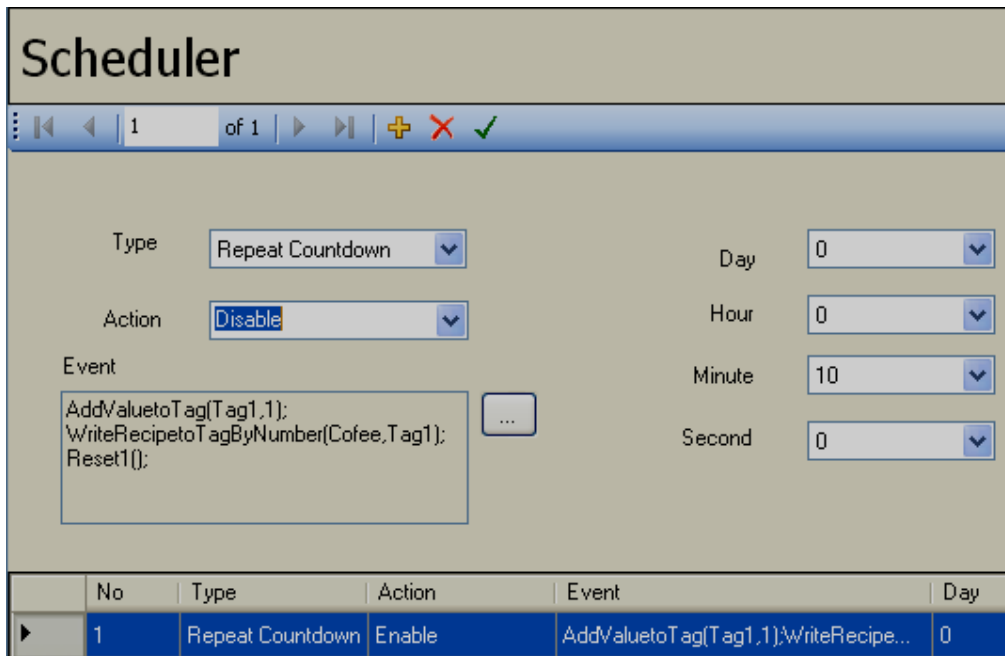 Scheduler
1 of 1
Type Repeat Countdown
Day 0
Action Disable
Hour 0
Event
Minute 10
AddValuetoTag(Tag1,1);
WriteRecipetoTagByNumber(Cofee,Tag1);
Reset1();
...
Second 0
No Type Action Event Day
1 Repeat Countdown Enable AddValuetoTag(Tag1,1);WriteRecipe... 0